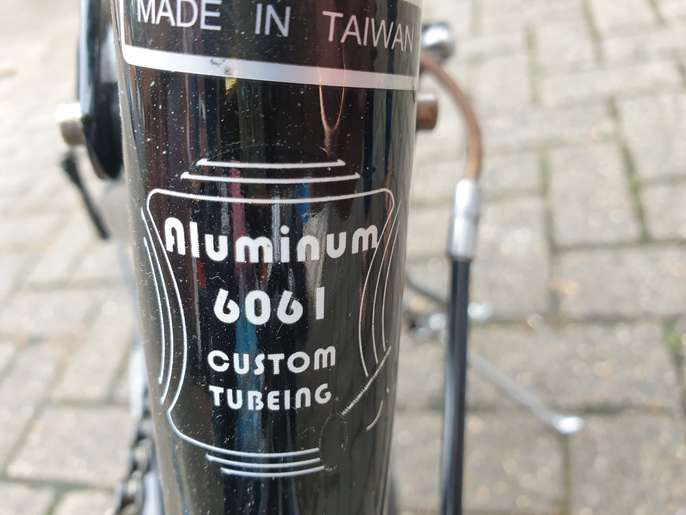 MADE IN TAIWAN
Aluminum
6061
CUSTOM
TUBEING